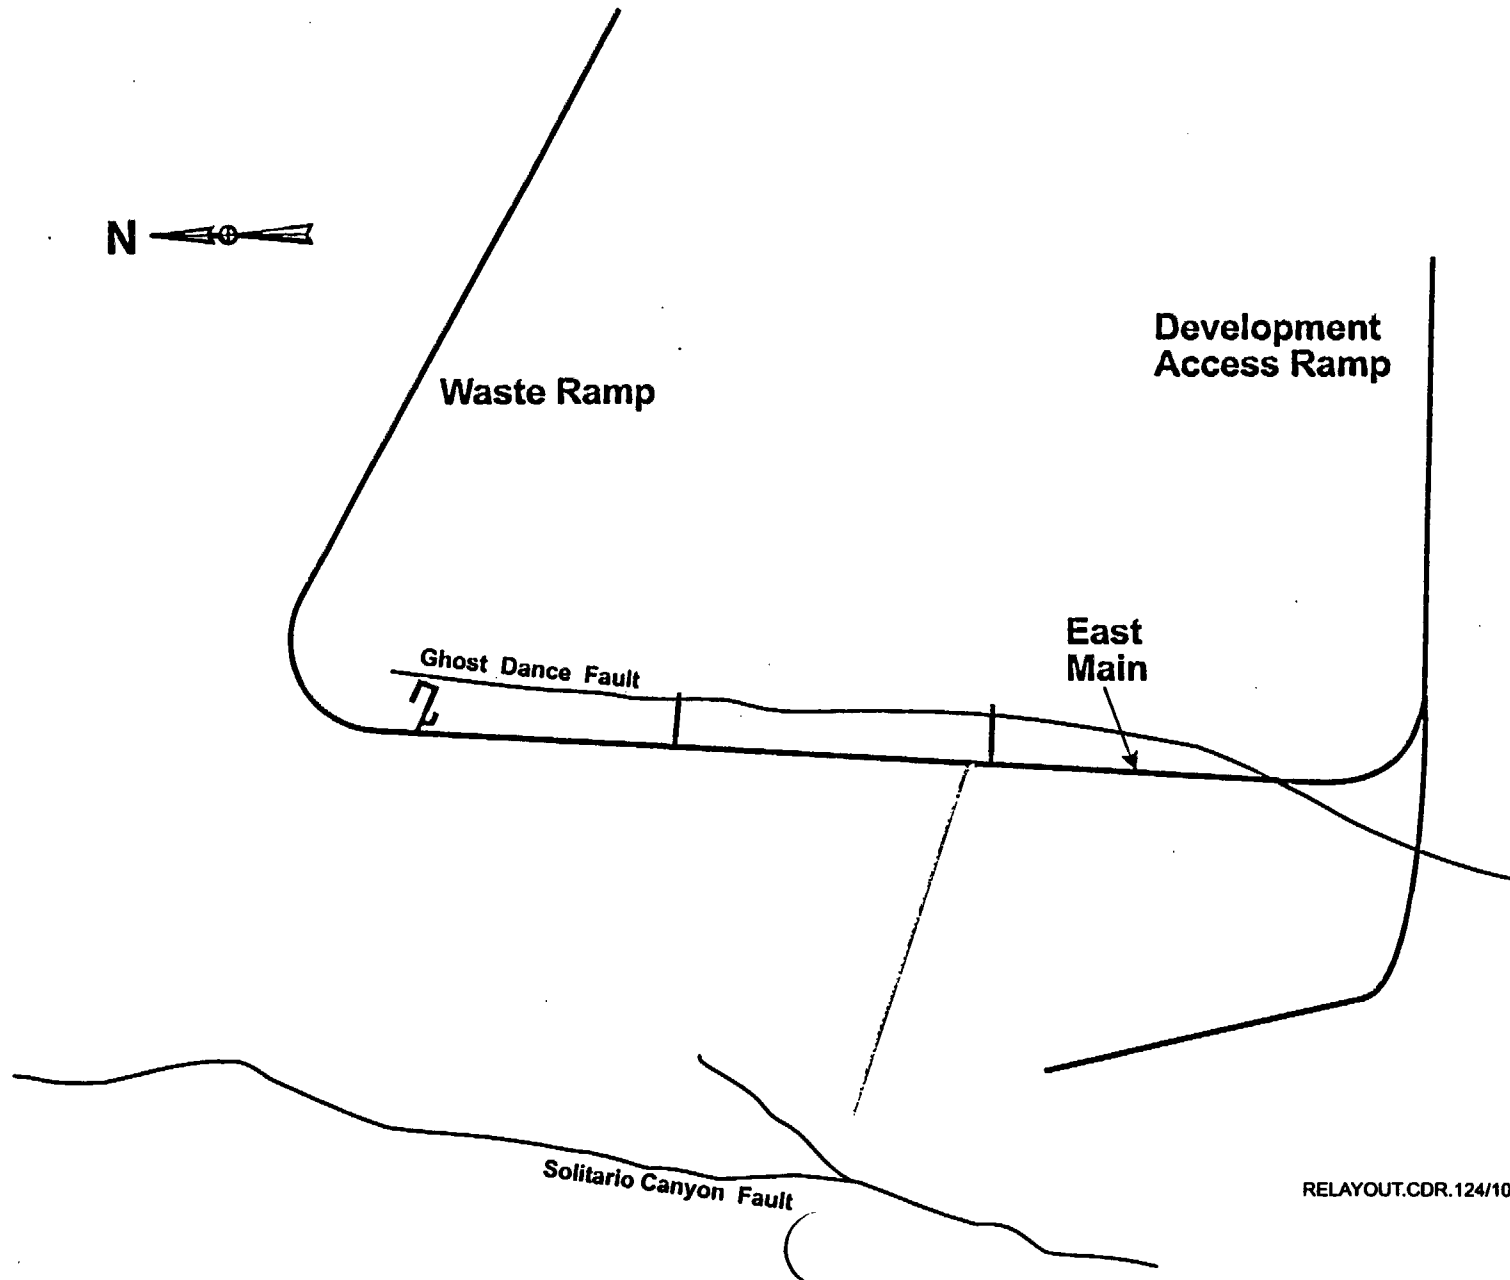 N
Development
Access Ramp
Waste Ramp
East
Main
Ghost Dance Fault
Solitario Canyon Fault
RELAYOUT.CDR.124/10